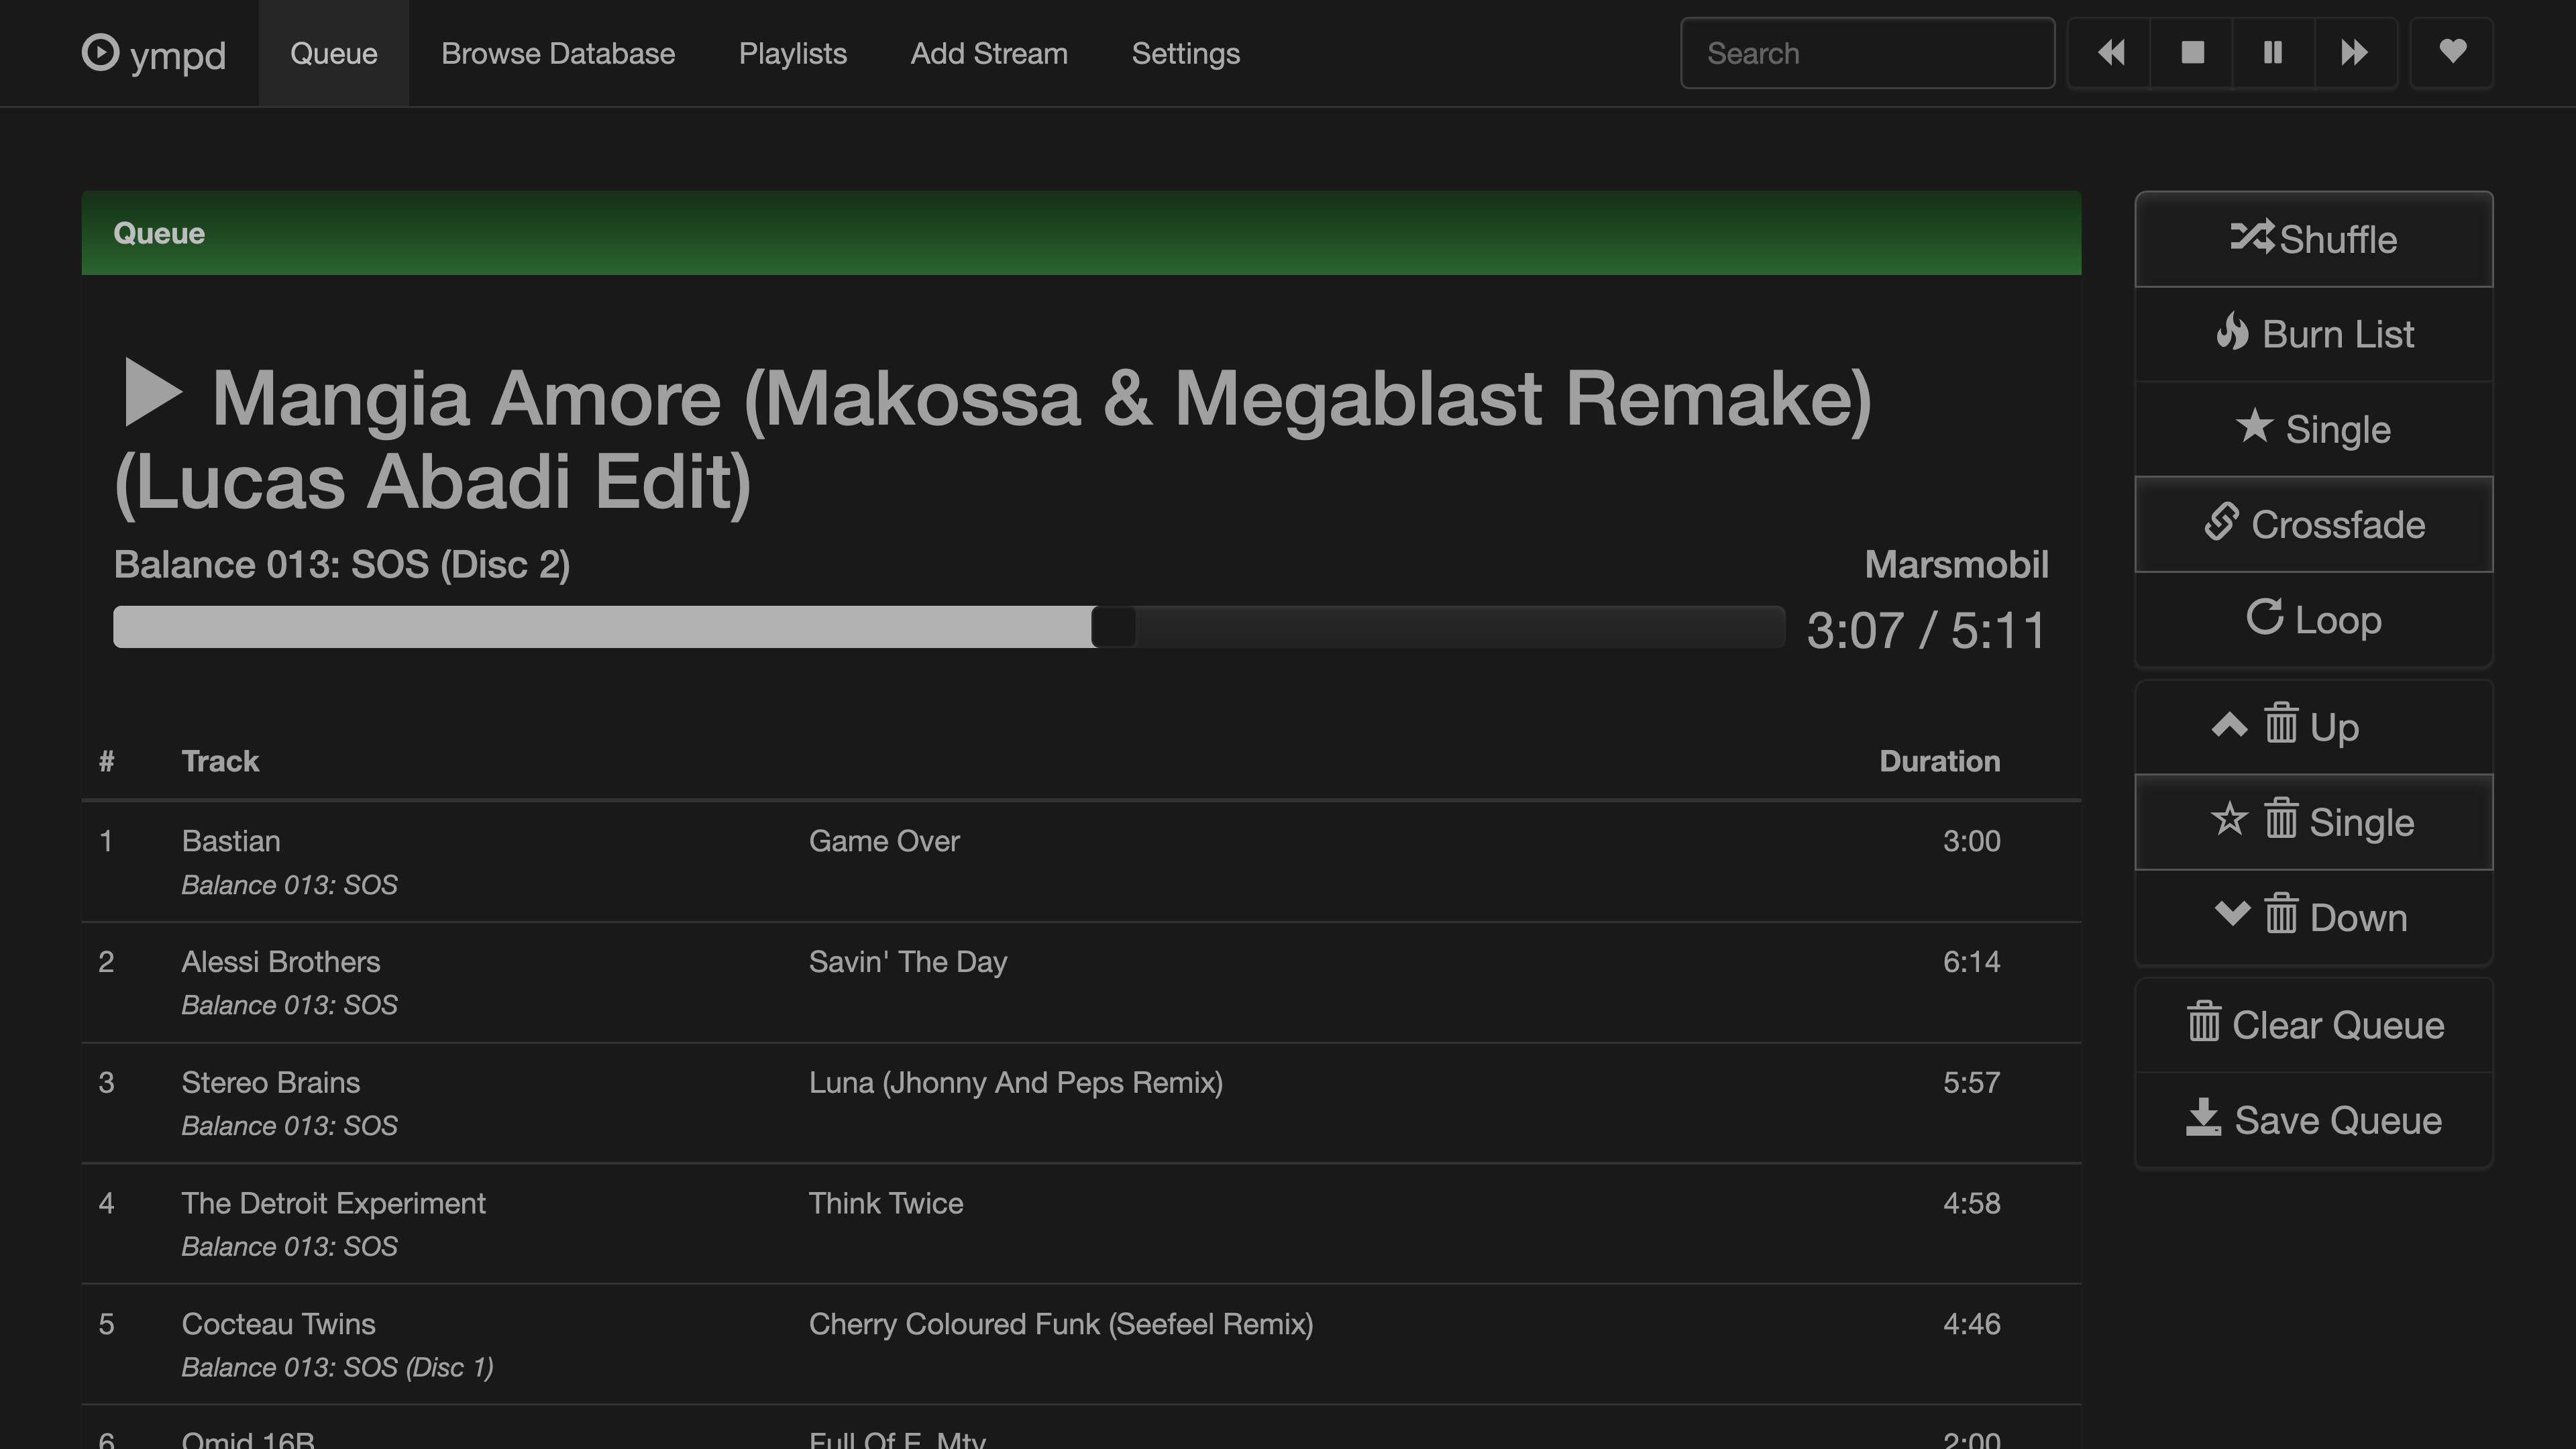 ympd
Queue
Browse Database
Playlists
Add Stream
Settings
Search
Queue
Mangia Amore (Makossa & Megablast Remake)
(Lucas Abadi Edit)
Balance 013: SOS (Disc 2)
Marsmobil
3:07 / 5:11
# Track Duration
1 Bastian Game Over 3:00
Balance 013: SOS
2 Alessi Brothers Savin' The Day 6:14
Balance 013: SOS
3 Stereo Brains Luna (Jhonny And Peps Remix) 5:57
Balance 013: SOS
4 The Detroit Experiment Think Twice 4:58
Balance 013: SOS
5 Cocteau Twins Cherry Coloured Funk (Seefeel Remix) 4:46
Balance 013: SOS (Disc 1)
6 Omid 16B Full Of E Mty 2:00
Shuffle
Burn List
Single
Crossfade
Loop
Up
Single
Down
Clear Queue
Save Queue